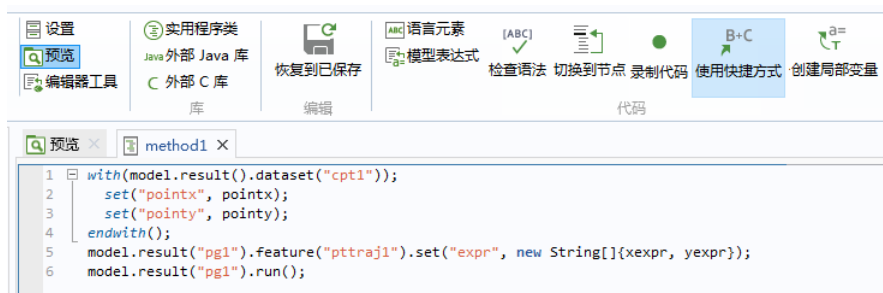 设置
预览
编辑器工具
实用程序类
Java 外部 Java 库
C 外部 C 库
库
恢复到已保存
编辑
ABC 语言元素
a= 模型表达式
[ABC]
检查语法
切换到节点
录制代码
B+C
使用快捷方式
a=
T
创建局部变量
代码
预览 ×
method1 ×
1 with(model.result().dataset("cpt1"));
2 set("pointx", pointx);
3 set("pointy", pointy);
4 endwith();
5 model.result("pg1").feature("pttraj1").set("expr", new String[]{xexpr, yexpr});
6 model.result("pg1").run();